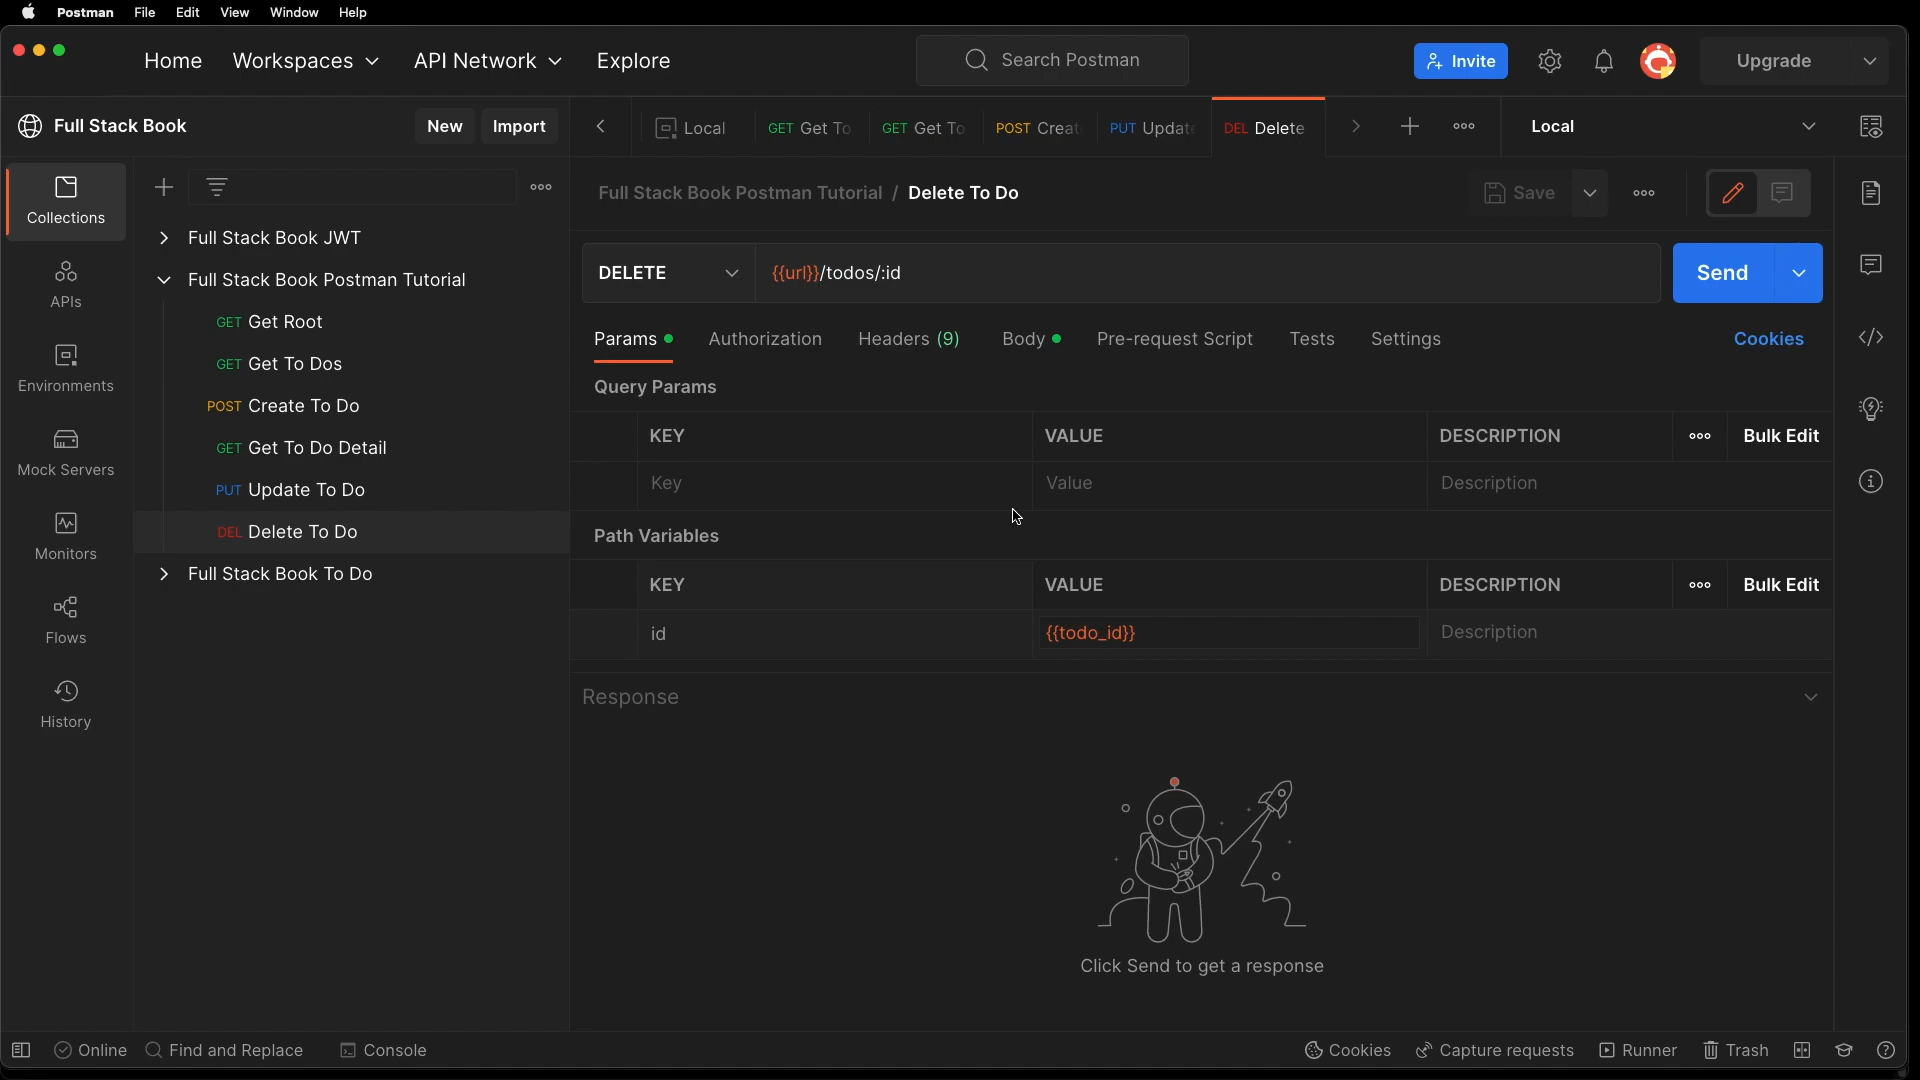 Postman File Edit View Window Help
Home Workspaces API Network Explore Search Postman Invite Upgrade
Full Stack Book New Import Local GET Get To GET Get To POST Creat PUT Update DEL Delete Local
Collections
APIs
Environments
Mock Servers
Monitors
Flows
History
Full Stack Book JWT
Full Stack Book Postman Tutorial
GET Get Root
GET Get To Dos
POST Create To Do
GET Get To Do Detail
PUT Update To Do
DEL Delete To Do
Full Stack Book To Do
Full Stack Book Postman Tutorial / Delete To Do Save
DELETE {{url}}/todos/:id Send
Params Authorization Headers (9) Body Pre-request Script Tests Settings Cookies
Query Params
KEY VALUE DESCRIPTION Bulk Edit
Key Value Description
Path Variables
KEY VALUE DESCRIPTION Bulk Edit
id {{todo_id}} Description
Response
Click Send to get a response
Online Find and Replace Console Cookies Capture requests Runner Trash